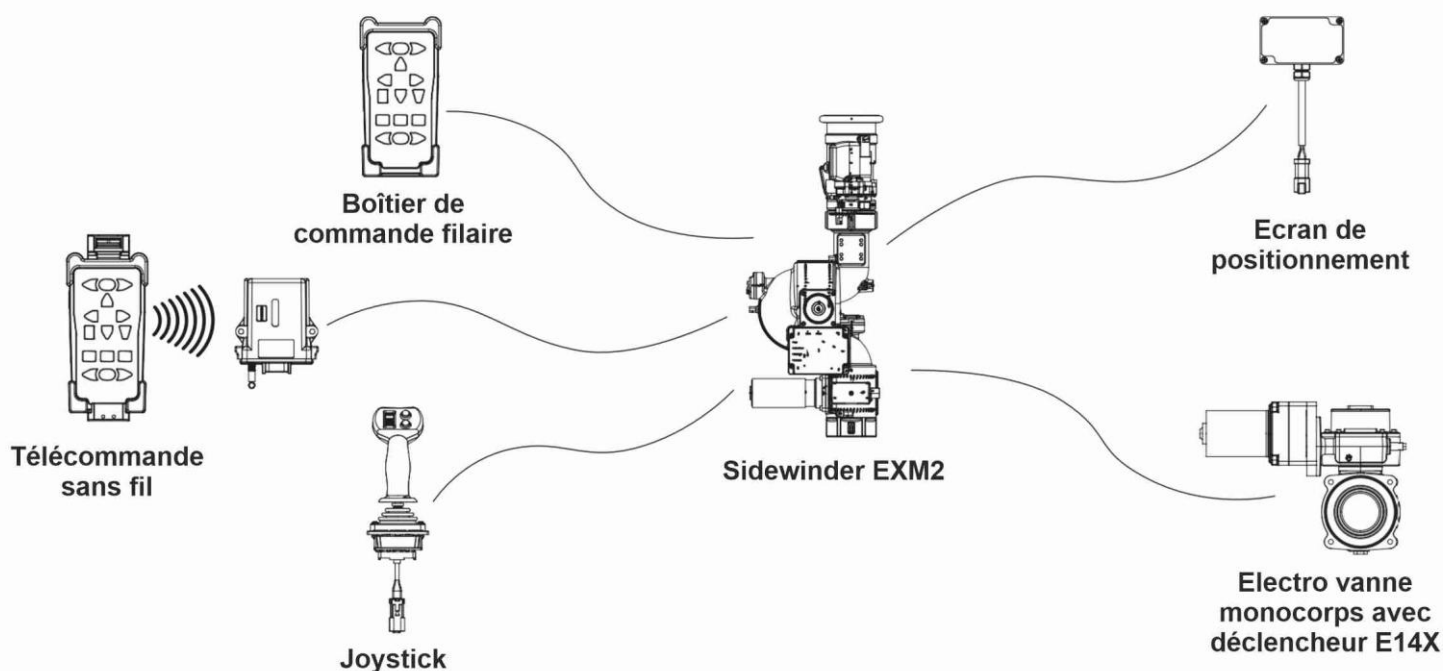 Boîtier de
commande filaire
Ecran de
positionnement
Télécommande
sans fil
Sidewinder EXM2
Joystick
Electro vanne
monocorps avec
déclencheur E14X